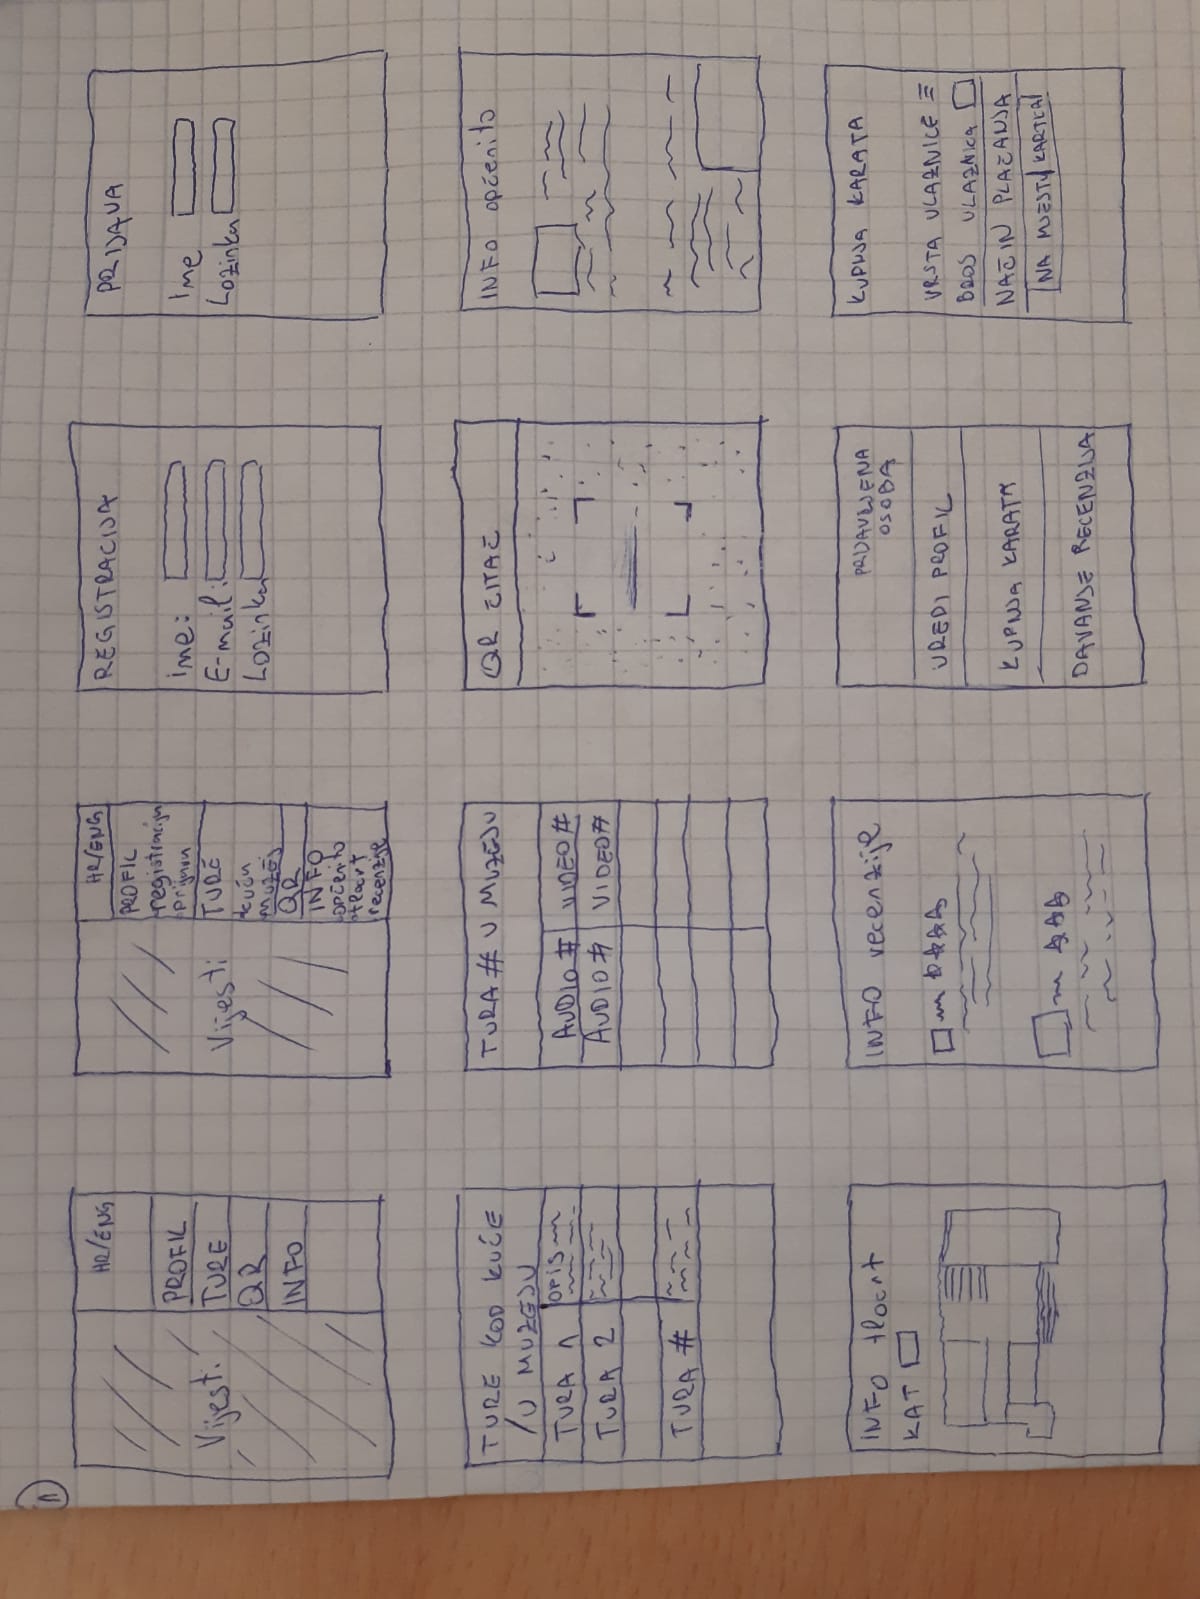 1
HR/ENG
PROFIL
TURE
QR
INFO
Vijesti
HR/ENG
PROFIL
registracija
prijava
TURE
kuća
muzej
QR
INFO
općenito
tlocrt
recenzije
Vijesti
REGISTRACIJA
Ime:
E-mail:
Lozinka
PRIJAVA
Ime
Lozinka
TURE KOD KUĆE
/U MUZEJU
TURA 1 OPIS
TURA 2
TURA #
TURA # U MUZEJU
AUDIO # VIDEO #
AUDIO # VIDEO #
QR ČITAČ
INFO općenito
INFO tlocrt
KAT
INFO recenzije
PRIJAVLJENA
OSOBA
UREDI PROFIL
KUPNJA KARATA
DAVANJE RECENZIJA
KUPNJA KARATA
VRSTA ULAZNICE
BROJ ULAZNICA
NAČIN PLAĆANJA
NA MJESTU/KARTICA